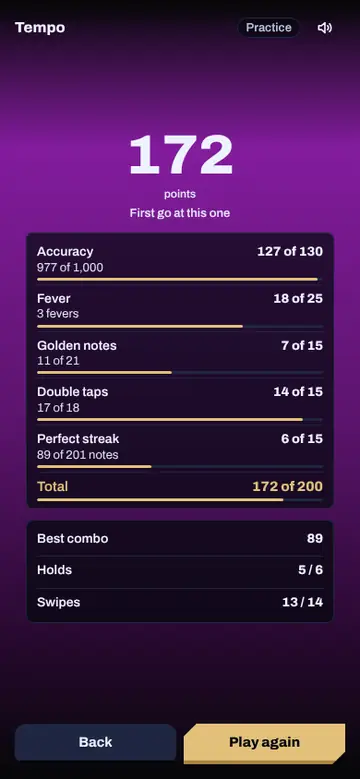 Tempo
Practice
172
points
First go at this one
Accuracy 127 of 130
977 of 1,000
Fever 18 of 25
3 fevers
Golden notes 7 of 15
11 of 21
Double taps 14 of 15
17 of 18
Perfect streak 6 of 15
89 of 201 notes
Total 172 of 200
Best combo 89
Holds 5 / 6
Swipes 13 / 14
Back
Play again